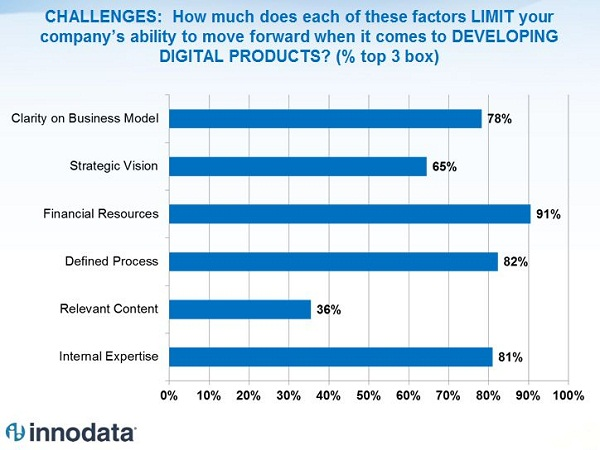 CHALLENGES:  How much does each of these factors LIMIT your
company's ability to move forward when it comes to DEVELOPING
DIGITAL PRODUCTS? (% top 3 box)
Clarity on Business Model 78%
Strategic Vision 65%
Financial Resources 91%
Defined Process 82%
Relevant Content 36%
Internal Expertise 81%
0% 10% 20% 30% 40% 50% 60% 70% 80% 90% 100%
innodata